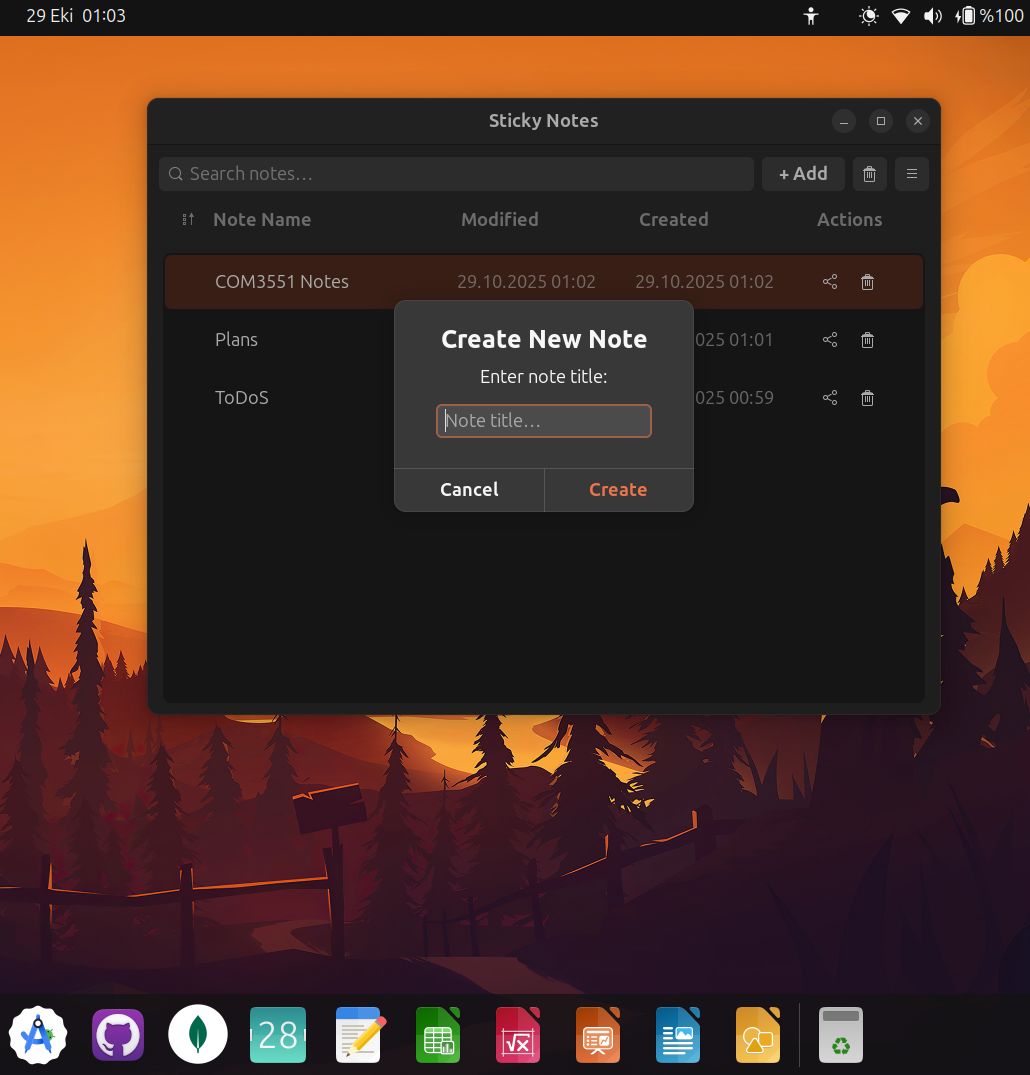 29 Eki 01:03
%100
Sticky Notes
Search notes...
+ Add
Note Name Modified Created Actions
COM3551 Notes 29.10.2025 01:02 29.10.2025 01:02
Plans 025 01:01
ToDoS 025 00:59
Create New Note
Enter note title:
Note title...
Cancel Create
28
√x